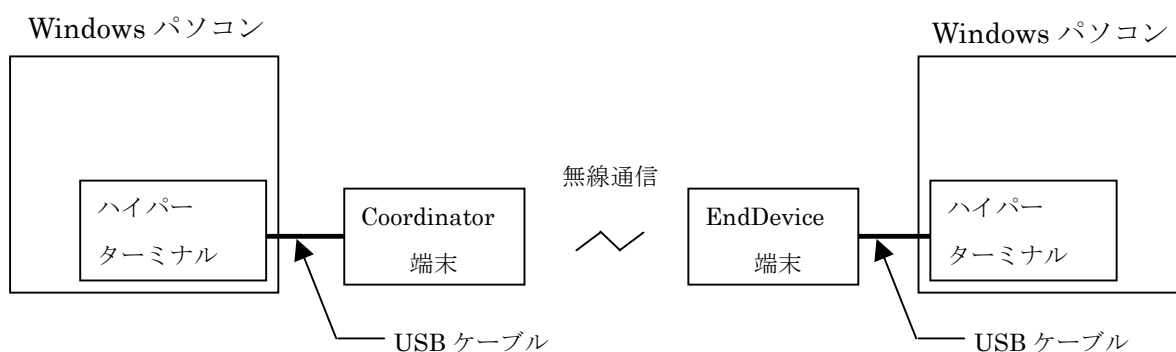 Windows パソコン
Windows パソコン
無線通信
ハイパー
ターミナル
Coordinator
端末
EndDevice
端末
ハイパー
ターミナル
USB ケーブル
USB ケーブル